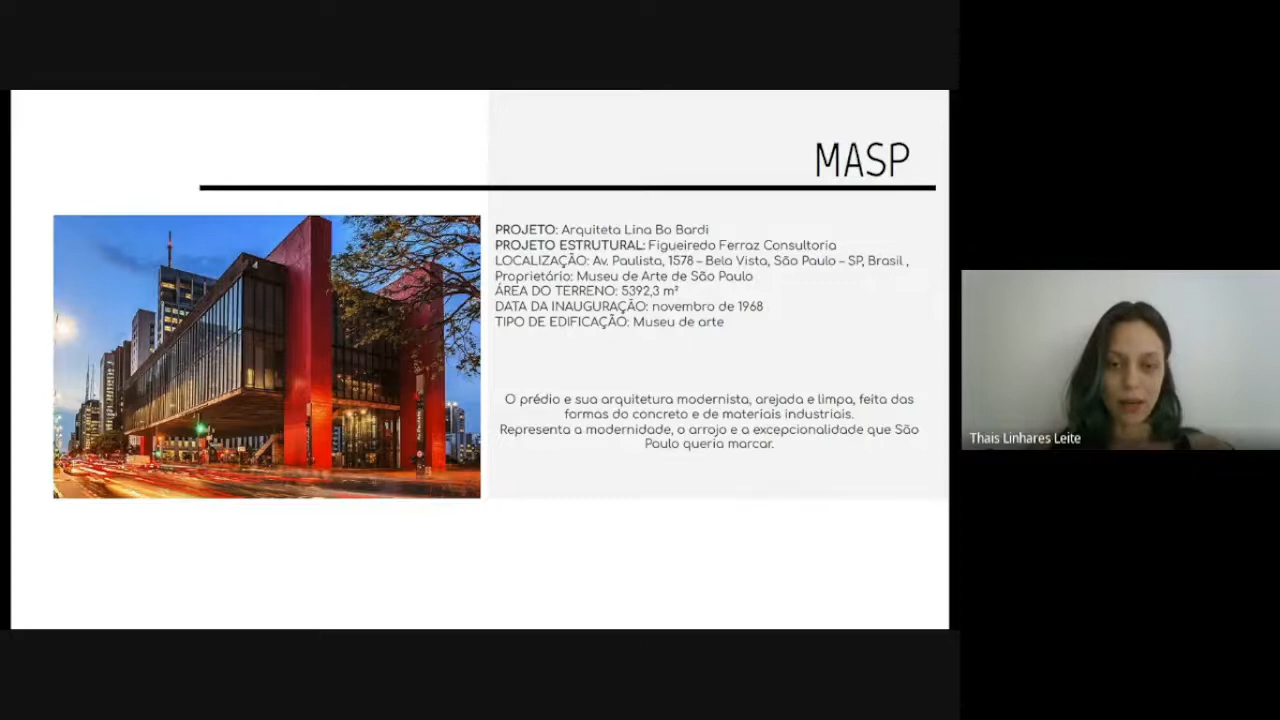 MASP
PROJETO: Arquiteta Lina Bo Bardi
PROJETO ESTRUTURAL: Figueiredo Ferraz Consultoria
LOCALIZAÇÃO: Av. Paulista, 1578 – Bela Vista, São Paulo – SP, Brasil ,
Proprietário: Museu de Arte de São Paulo
ÁREA DO TERRENO: 5392,3 m²
DATA DA INAUGURAÇÃO: novembro de 1968
TIPO DE EDIFICAÇÃO: Museu de arte
O prédio e sua arquitetura modernista, arejada e limpa, feita das
formas do concreto e de materiais industriais.
Representa a modernidade, o arrojo e a excepcionalidade que São
Paulo queria marcar.
Thais Linhares Leite